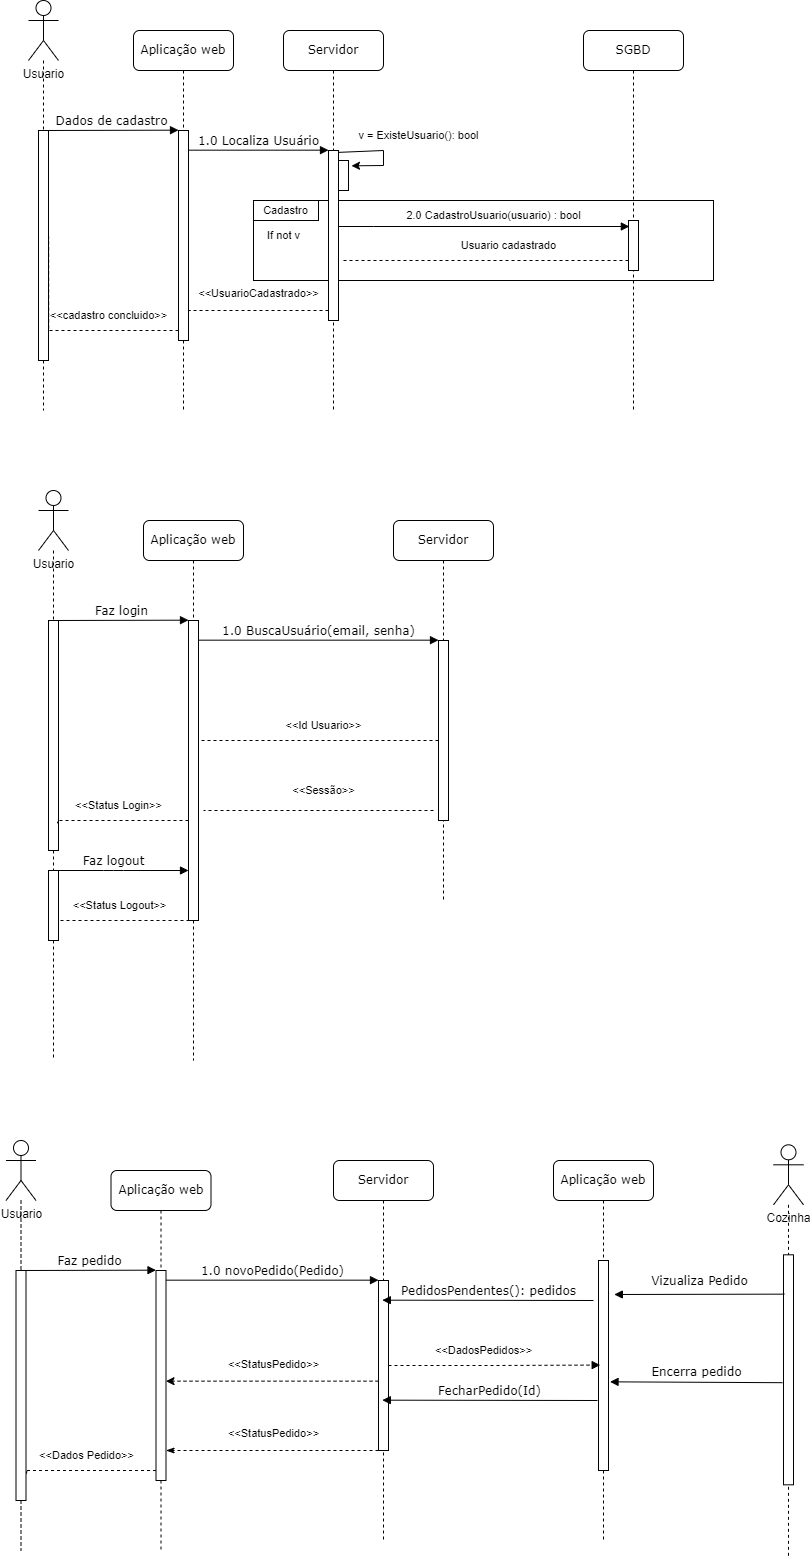 Aplicação web
Servidor
SGBD
Usuario
Dados de cadastro
1.0 Localiza Usuário
v = ExisteUsuario(): bool
Cadastro
2.0 CadastroUsuario(usuario) : bool
If not v
Usuario cadastrado
<<UsuarioCadastrado>>
<<cadastro concluido>>
Aplicação web
Servidor
Usuario
Faz login
1.0 BuscaUsuário(email, senha)
<<Id Usuario>>
<<Sessão>>
<<Status Login>>
Faz logout
<<Status Logout>>
Aplicação web
Servidor
Aplicação web
Usuario
Cozinha
Faz pedido
1.0 novoPedido(Pedido)
PedidosPendentes(): pedidos
Vizualiza Pedido
<<StatusPedido>>
<<DadosPedidos>>
Encerra pedido
FecharPedido(Id)
<<StatusPedido>>
<<Dados Pedido>>